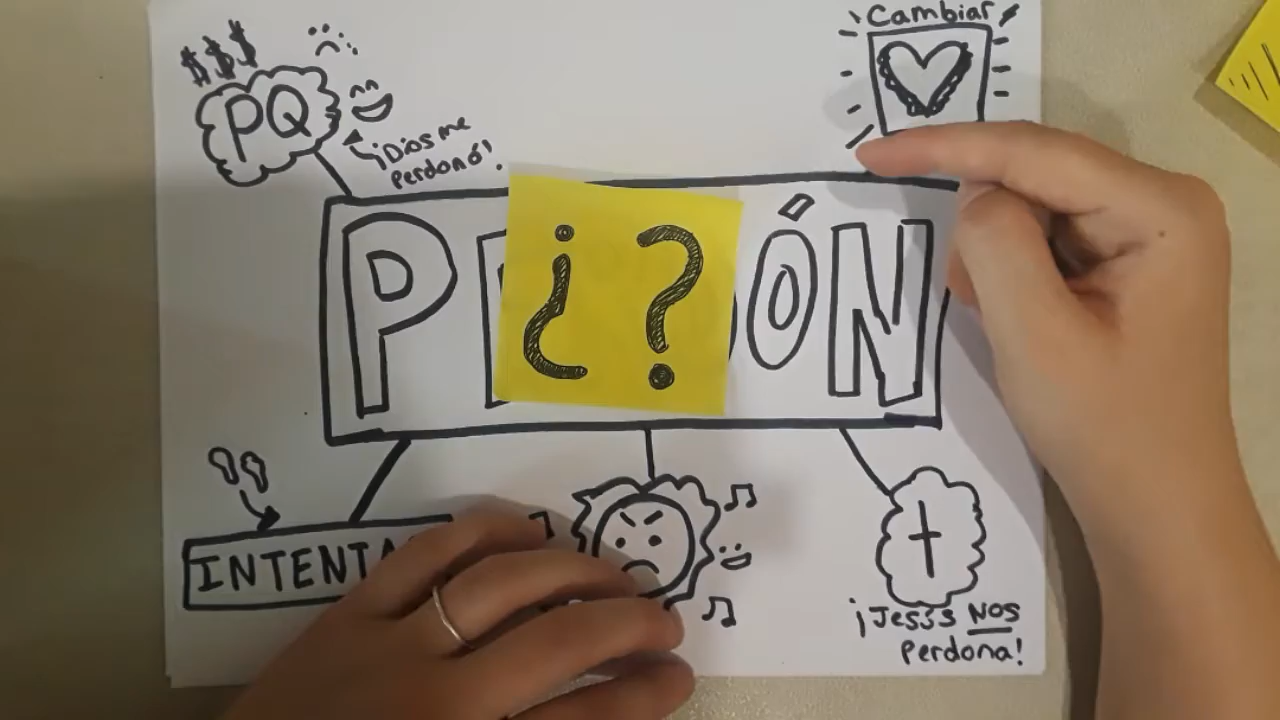 Cambiar
$$$
PQ
¡Dios me
perdonó!
P ¿? ÓN
INTENTA
¡Jesús NOS
perdona!